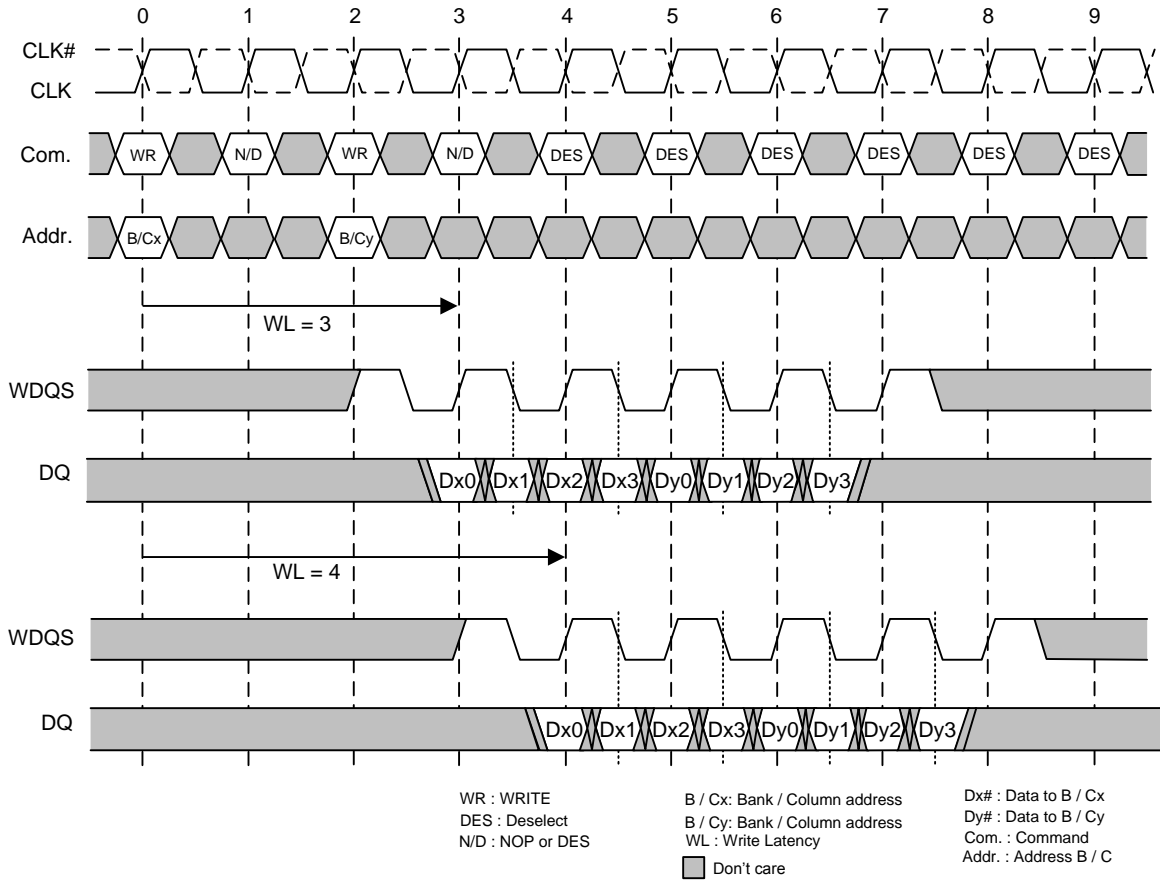 0 1 2 3 4 5 6 7 8 9
CLK#
CLK
Com. WR N/D WR N/D DES DES DES DES DES DES
Addr. B/Cx B/Cy
WL = 3
WDQS
DQ Dx0 Dx1 Dx2 Dx3 Dy0 Dy1 Dy2 Dy3
WL = 4
WDQS
DQ Dx0 Dx1 Dx2 Dx3 Dy0 Dy1 Dy2 Dy3
WR : WRITE
DES : Deselect
N/D : NOP or DES
B / Cx: Bank / Column address
B / Cy: Bank / Column address
WL : Write Latency
Don't care
Dx# : Data to B / Cx
Dy# : Data to B / Cy
Com. : Command
Addr. : Address B / C